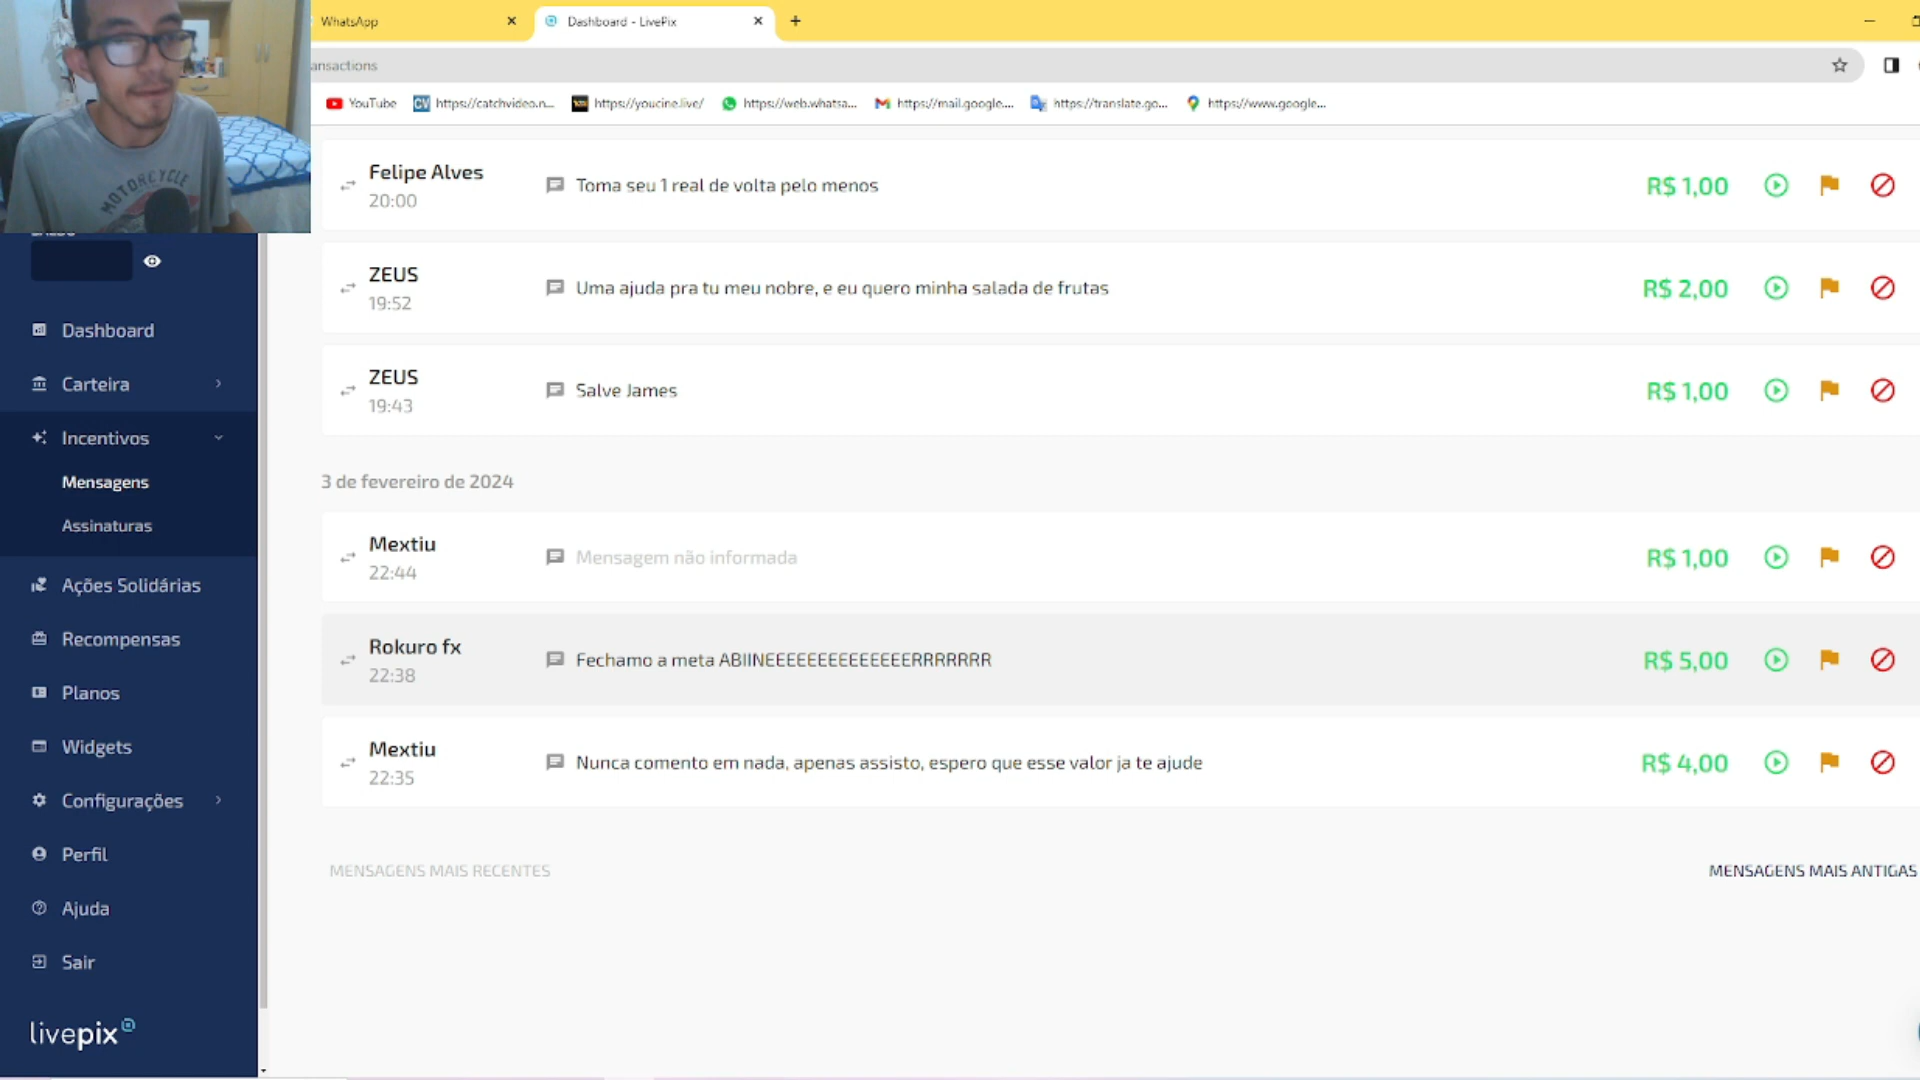 WhatsApp
Dashboard - LivePix
ansactions
YouTube
https://catchvideo.n...
https://youcine.live/
https://web.whatsa...
https://mail.google....
https://translate.go...
https://www.google...
MOTORCYCLE
Dashboard
Carteira
Incentivos
Mensagens
Assinaturas
Ações Solidárias
Recompensas
Planos
Widgets
Configurações
Perfil
Ajuda
Sair
livepix
Felipe Alves
20:00
Toma seu 1 real de volta pelo menos
R$ 1,00
ZEUS
19:52
Uma ajuda pra tu meu nobre, e eu quero minha salada de frutas
R$ 2,00
ZEUS
19:43
Salve James
R$ 1,00
3 de fevereiro de 2024
Mextiu
22:44
Mensagem não informada
R$ 1,00
Rokuro fx
22:38
Fechamo a meta ABIINEEEEEEEEEEEEEEERRRRRRR
R$ 5,00
Mextiu
22:35
Nunca comento em nada, apenas assisto, espero que esse valor ja te ajude
R$ 4,00
MENSAGENS MAIS RECENTES
MENSAGENS MAIS ANTIGAS